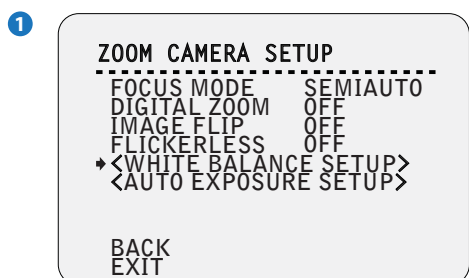 1
ZOOM CAMERA SETUP
FOCUS MODE SEMIAUTO
DIGITAL ZOOM OFF
IMAGE FLIP OFF
FLICKERLESS OFF
<WHITE BALANCE SETUP>
<AUTO EXPOSURE SETUP>
BACK
EXIT